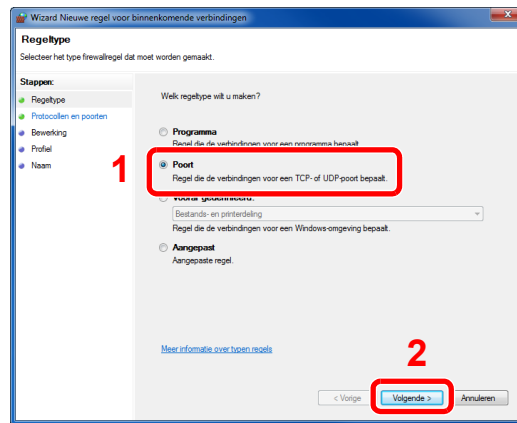 Wizard Nieuwe regel voor binnenkomende verbindingen
Regeltype
Selecteer het type firewallregel dat moet worden gemaakt.
Stappen:
Regeltype
Protocollen en poorten
Bewerking
Profiel
Naam
Welk regeltype wilt u maken?
Programma
Regel die de verbindingen voor een programma bepaalt.
1
Poort
Regel die de verbindingen voor een TCP- of UDP-poort bepaalt.
Vooraf gedefinieerd:
Bestands- en printerdeling
Regel die de verbindingen voor een Windows-omgeving bepaalt.
Aangepast
Aangepaste regel.
Meer informatie over typen regels
2
< Vorige
Volgende >
Annuleren